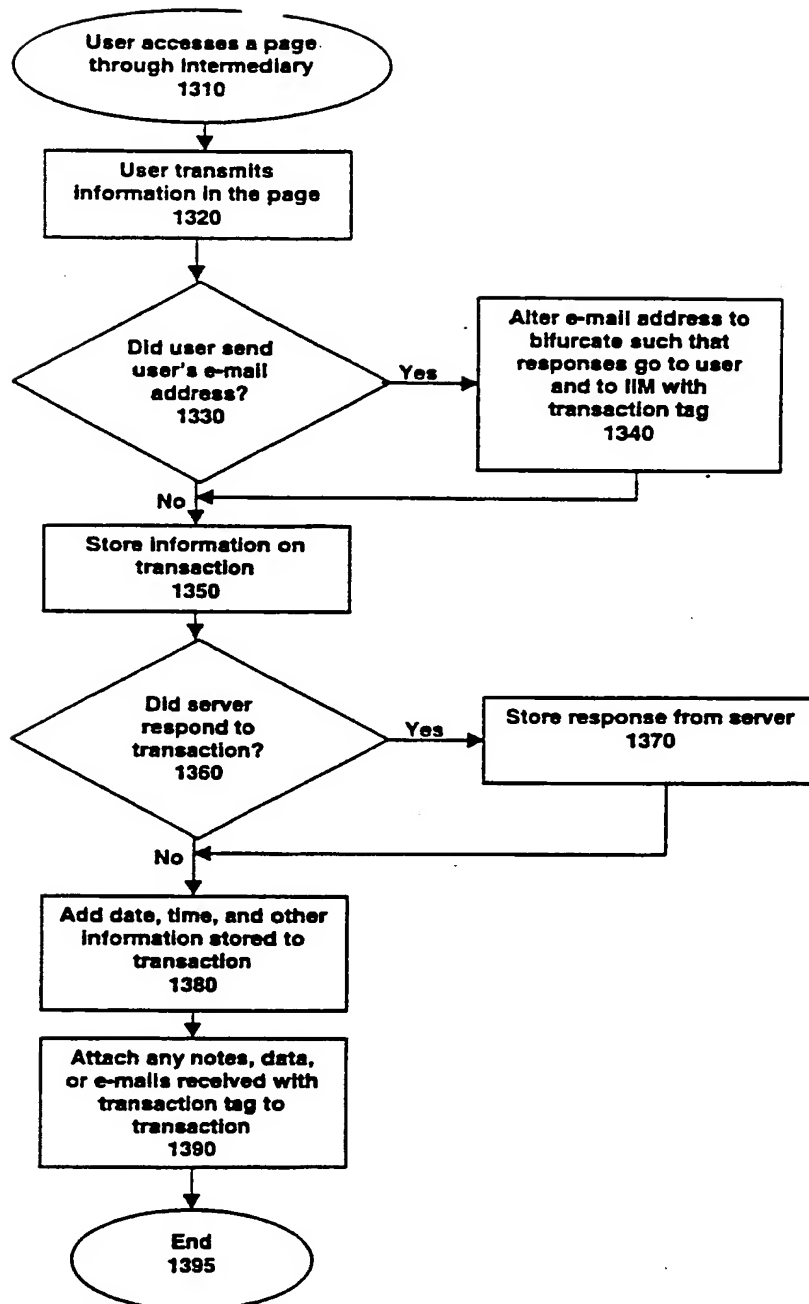 User accesses a page
through intermediary
1310
User transmits
information in the page
1320
Did user send
user's e-mail
address?
1330
Yes
Alter e-mail address to
bifurcate such that
responses go to user
and to IIM with
transaction tag
1340
No
Store information on
transaction
1350
Did server
respond to
transaction?
1360
Yes
Store response from server
1370
No
Add date, time, and other
information stored to
transaction
1380
Attach any notes, data,
or e-mails received with
transaction tag to
transaction
1390
End
1395